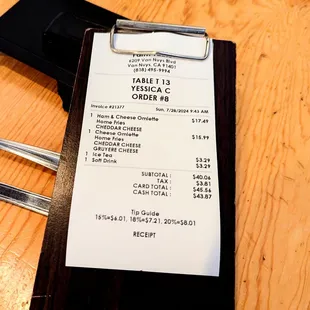 6209 Van Nuys Blvd
Van Nuys, CA 91401
(818)-495-9994
TABLE T 13
YESSICA C
ORDER #8
Invoice #21377 Sun, 7/28/2024 9:43 AM
1 Ham & Cheese Omlette $17.49
Home Fries
CHEDDAR CHEESE
1 Cheese Omlette $15.99
Home Fries
CHEDDAR CHEESE
GRUYERE CHEESE
1 Ice Tea $3.29
1 Soft Drink $3.29
SUBTOTAL : $40.06
TAX : $3.81
CARD TOTAL : $45.56
CASH TOTAL : $43.87
Tip Guide
15%=$6.01, 18%=$7.21, 20%=$8.01
RECEIPT